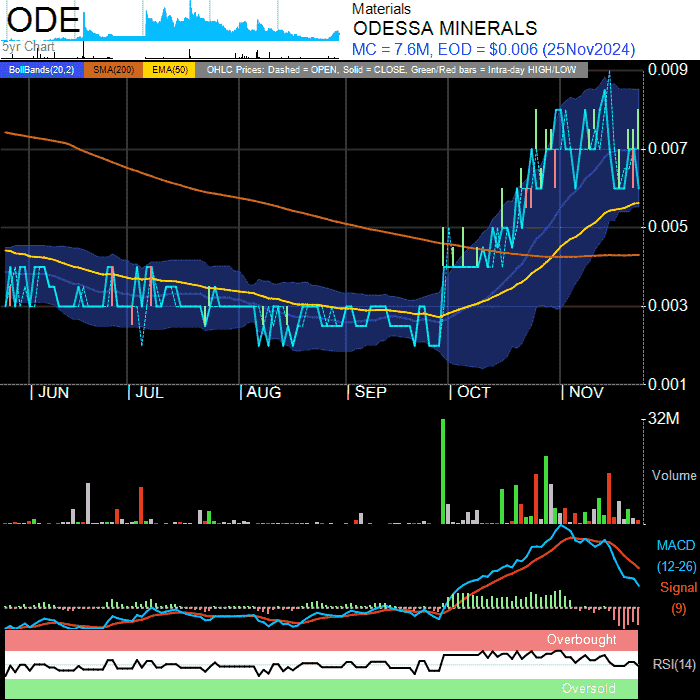 ODE
5yr Chart
Materials
ODESSA MINERALS
MC = 7.6M, EOD = $0.006 (25Nov2024)
BollBands(20,2) SMA(200) EMA(50) OHLC Prices: Dashed = OPEN, Solid = CLOSE, Green/Red bars = Intra-day HIGH/LOW
0.009
0.007
0.005
0.003
0.001
| JUN | JUL | AUG | SEP | OCT | NOV
32M
Volume
MACD
(12-26)
Signal
(9)
Overbought
RSI(14)
Oversold